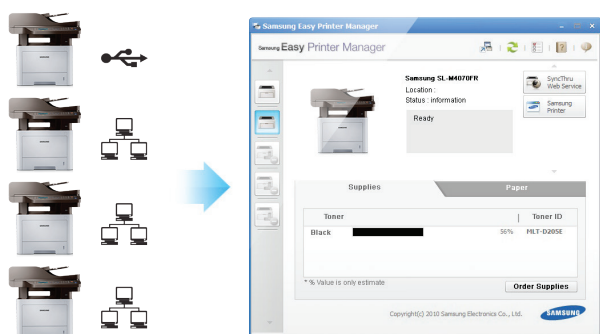 Samsung Easy Printer Manager
Samsung Easy Printer Manager
Samsung SL-M4070FR
Location :
Status : information
Ready
SyncThru
Web Service
Samsung
Printer
Supplies Paper
Toner Toner ID
Black 56% MLT-D205E
* % Value is only estimate
Order Supplies
Copyright(c) 2010 Samsung Electronics Co., Ltd. SAMSUNG